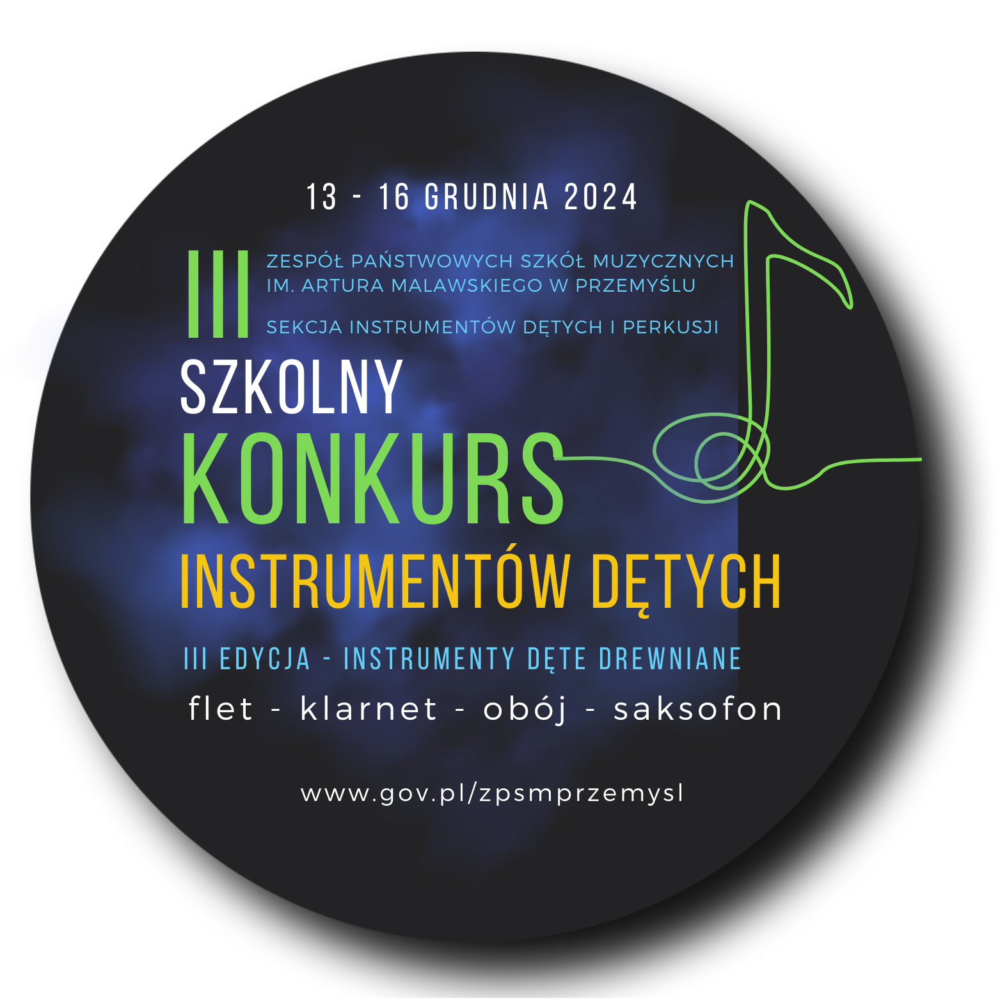 13 - 16 GRUDNIA 2024
III
ZESPÓŁ PAŃSTWOWYCH SZKÓŁ MUZYCZNYCH
IM. ARTURA MALAWSKIEGO W PRZEMYŚLU
SEKCJA INSTRUMENTÓW DĘTYCH I PERKUSJI
SZKOLNY
KONKURS
INSTRUMENTÓW DĘTYCH
III EDYCJA - INSTRUMENTY DĘTE DREWNIANE
flet - klarnet - obój - saksofon
www.gov.pl/zpsmprzemysl